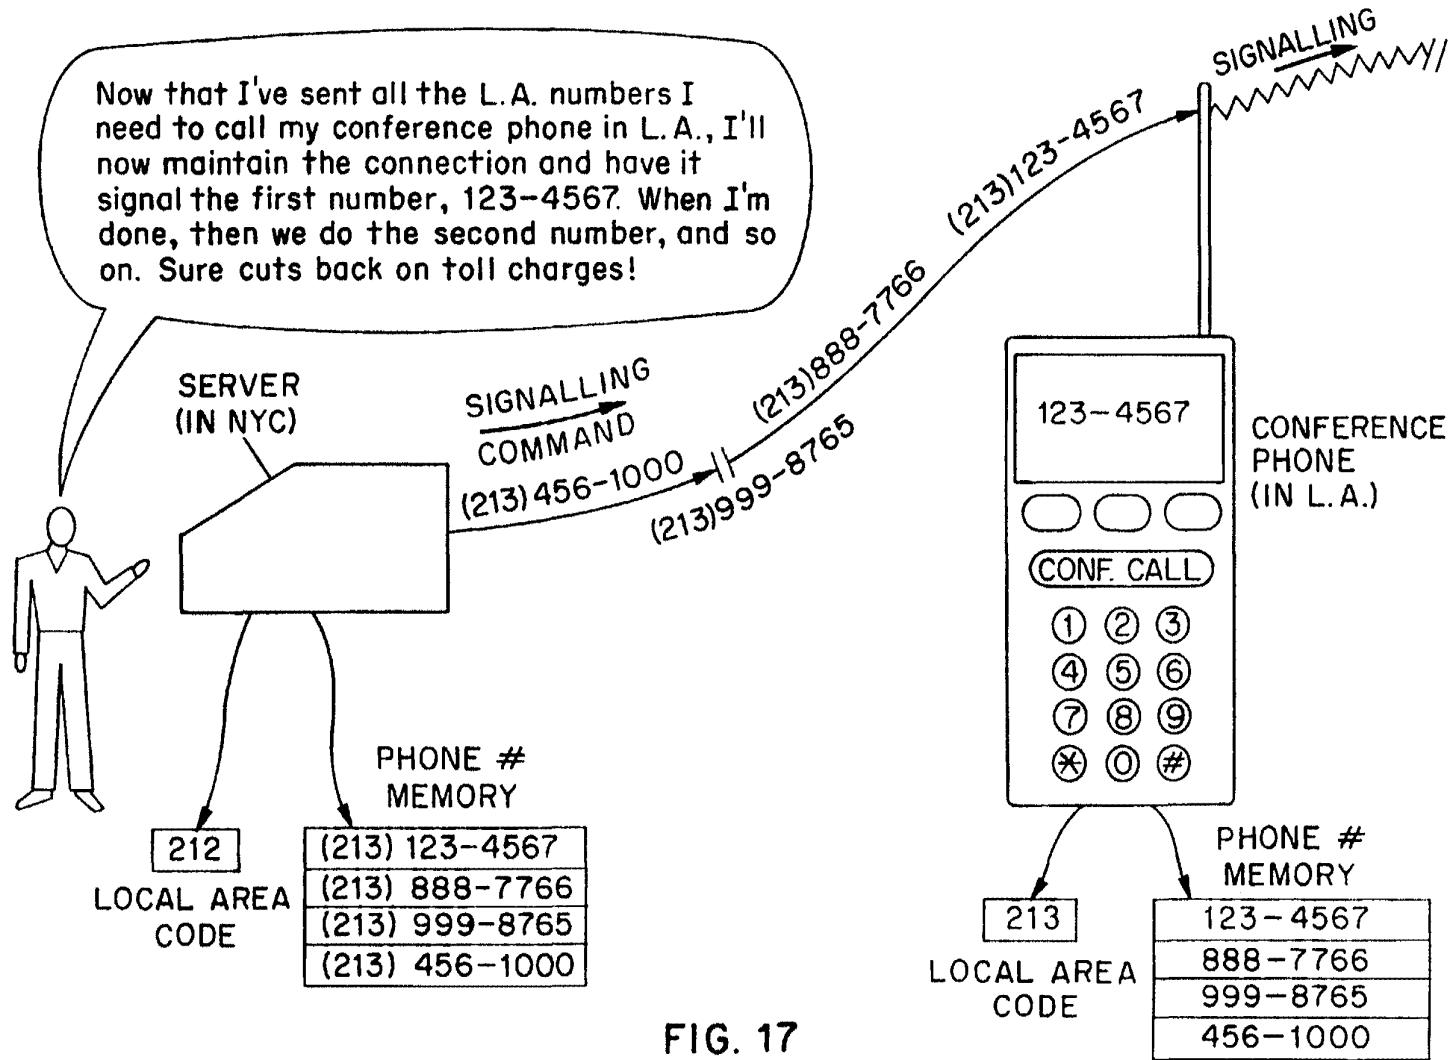 Now that I've sent all the L.A. numbers I
need to call my conference phone in L.A., I'll
now maintain the connection and have it
signal the first number, 123-4567. When I'm
done, then we do the second number, and so
on. Sure cuts back on toll charges!
SIGNALLING
(213)123-4567
(213)888-7766
SERVER
(IN NYC)
SIGNALLING
COMMAND
(213)456-1000
(213)999-8765
123-4567
CONFERENCE
PHONE
(IN L.A.)
CONF. CALL
1 2 3
4 5 6
7 8 9
* 0 #
PHONE #
MEMORY
212
LOCAL AREA
CODE
(213) 123-4567
(213) 888-7766
(213) 999-8765
(213) 456-1000
PHONE #
MEMORY
213
LOCAL AREA
CODE
123-4567
888-7766
999-8765
456-1000
FIG. 17